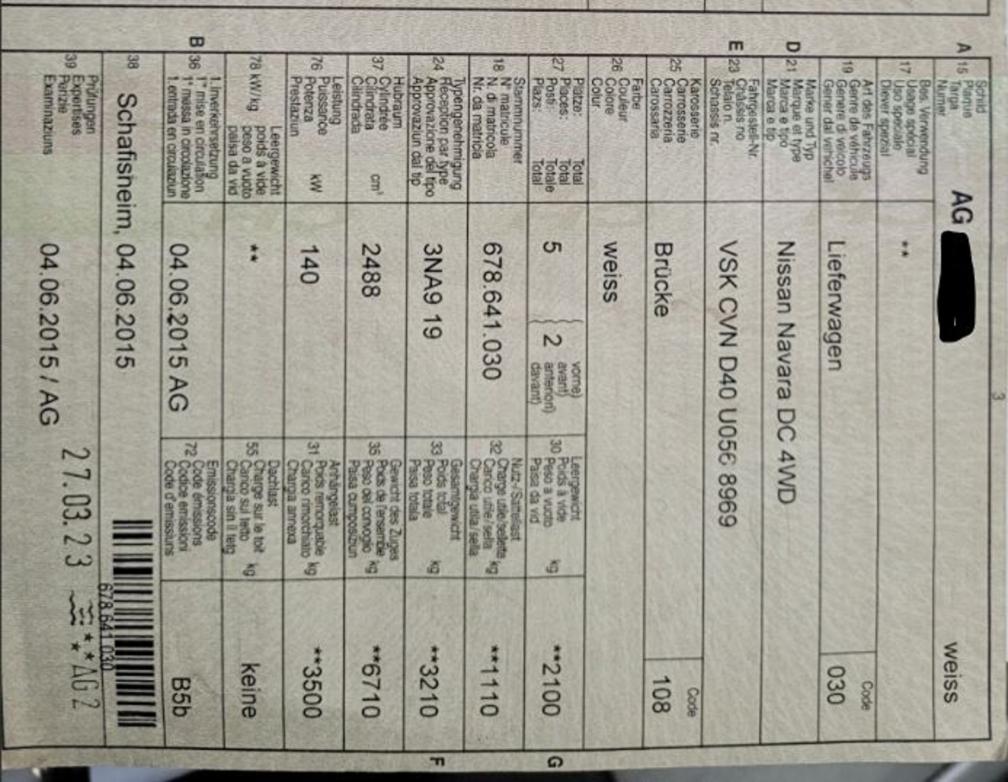 3
A 15 Schild
Plaque
Targa
Numer
AG
weiss
17 Bes. Verwendung
Uso speciale
Diever spezial
**
19 Art des Fahrzeugs
Genre de véhicule
Genere di veicolo
Gener dal vehichel
Lieferwagen
Code
030
D 21 Marke und Typ
Marque et type
Marca e tipo
Marca e tip
Nissan Navara DC 4WD
E 23 Fahrgestell-Nr.
Châssis no
Telaio n.
Schassis nr.
VSK CVN D40 U056 8969
25 Karosserie
Carrosserie
Carrozzeria
Carossaria
Brücke
Code
108
26 Farbe
Couleur
Colore
Colur
weiss
27 Plätze: Total
Places: Total
Posti: Totale
Plazs: Total
5
2
vorne)
avant)
anteriori)
davant)
30 Leergewicht
Poids à vide
Peso a vuoto
Paisa da vid
kg
**2100
G
18 Stammnummer
N° matricule
N. di matricola
Nr. da matricla
678.641.030
32 Nutz-/Sattellast
Charge utile/sellette
Carico utile/sella
Chargia utila/sella
kg
**1110
24 Typengenehmigung
Réception par type
Approvazione del tipo
Approvaziun dal tip
3NA9 19
33 Gesamtgewicht
Poids total
Peso totale
Paisa totala
kg
**3210
F
37 Hubraum
Cylindrée
Cilindrata
Cilindrada
cm³
2488
35 Gewicht des Zuges
Poids de l'ensemble
Peso del convoglio
Paisa cumposiziun
kg
**6710
76 Leistung
Puissance
Potenza
Prestaziun
kW
140
31 Anhängelast
Poids remorquable
Carico rimorchiato
Chargia annexa
kg
**3500
78 kW/kg
Leergewicht
poids à vide
peso a vuoto
paisa da vid
**
55 Dachlast
Charge sur le toit
Carico sul tetto
Chargia sin il tetg
kg
keine
B 36 1. Inverkehrsetzung
1re mise en circulation
1a messa in circolazione
1. entrada en circulaziun
04.06.2015 AG
72 Emissionscode
Code émissions
Codice emissioni
Code d'emissiuns
B5b
38
Schafisheim, 04.06.2015
678.641.030
39 Prüfungen
Expertises
Perizie
Examinaziuns
04.06.2015 / AG
27.03.23
**AG2